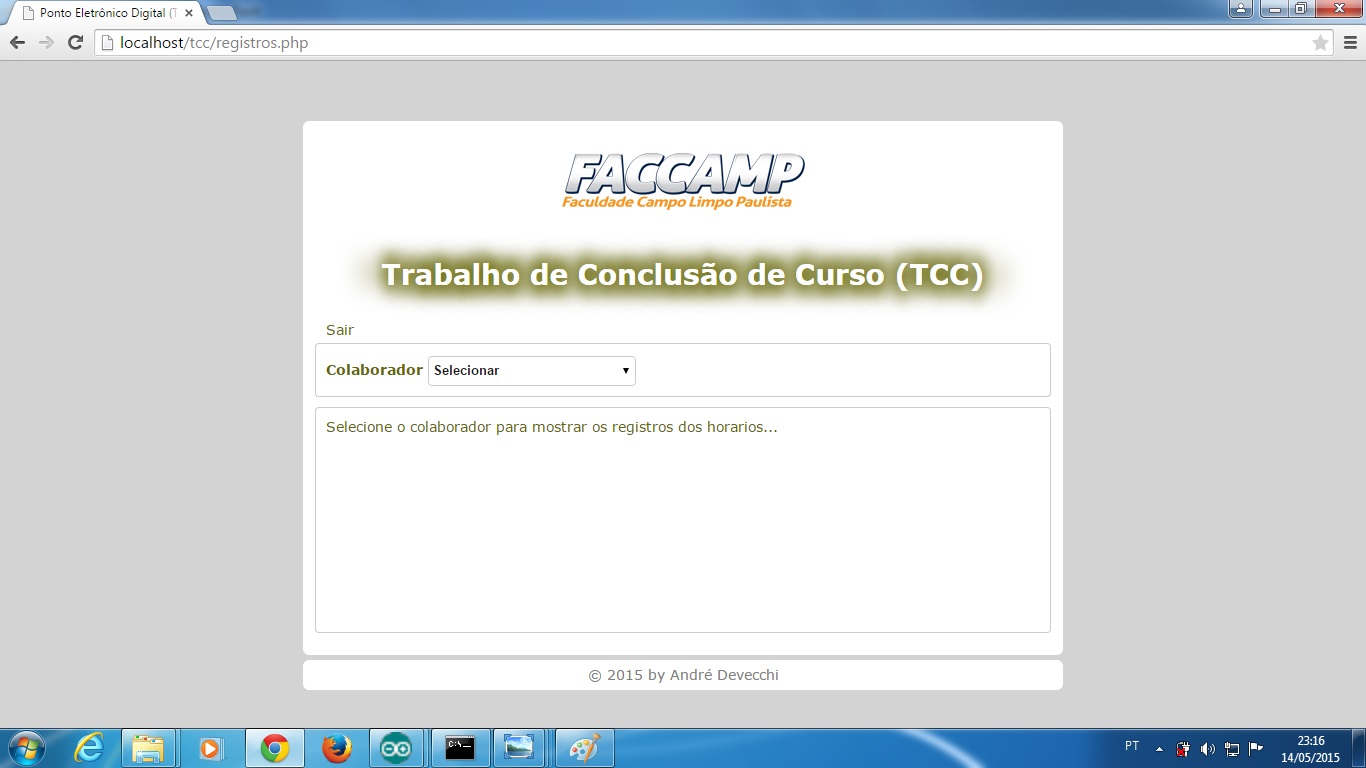 Ponto Eletrônico Digital (T
localhost/tcc/registros.php
FACCAMP
Faculdade Campo Limpo Paulista
Trabalho de Conclusão de Curso (TCC)
Sair
Colaborador Selecionar
Selecione o colaborador para mostrar os registros dos horarios...
© 2015 by André Devecchi
PT
23:16
14/05/2015